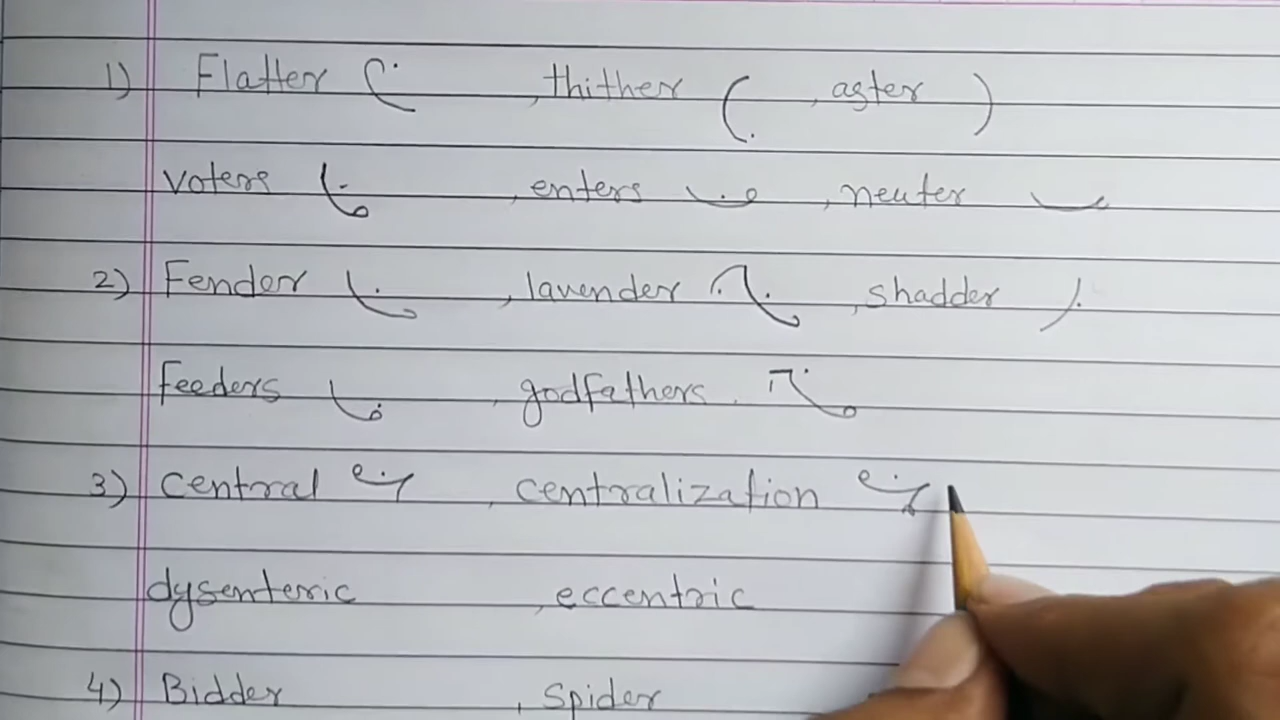 1) Flatter , thither , aster
voters , enters , neuter
2) Fender , lavender , shadder
Feeders , godfathers.
3) central , centralization
dysenteric , eccentric
4) Bidder , Spider